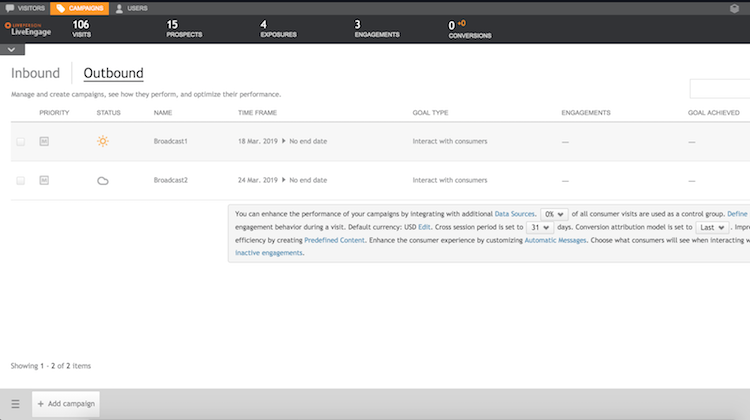 VISITORS CAMPAIGNS USERS
LIVEPERSON
LiveEngage
106 VISITS
15 PROSPECTS
4 EXPOSURES
3 ENGAGEMENTS
0 +0 CONVERSIONS
Inbound Outbound
Manage and create campaigns, see how they perform, and optimize their performance.
PRIORITY STATUS NAME TIME FRAME GOAL TYPE ENGAGEMENTS GOAL ACHIEVED
Broadcast1 18 Mar. 2019 No end date Interact with consumers — —
Broadcast2 24 Mar. 2019 No end date Interact with consumers — —
You can enhance the performance of your campaigns by integrating with additional Data Sources. 0% of all consumer visits are used as a control group. Define
engagement behavior during a visit. Default currency: USD Edit. Cross session period is set to 31 days. Conversion attribution model is set to Last . Impr
efficiency by creating Predefined Content. Enhance the consumer experience by customizing Automatic Messages. Choose what consumers will see when interacting w
inactive engagements.
Showing 1 - 2 of 2 items
+ Add campaign